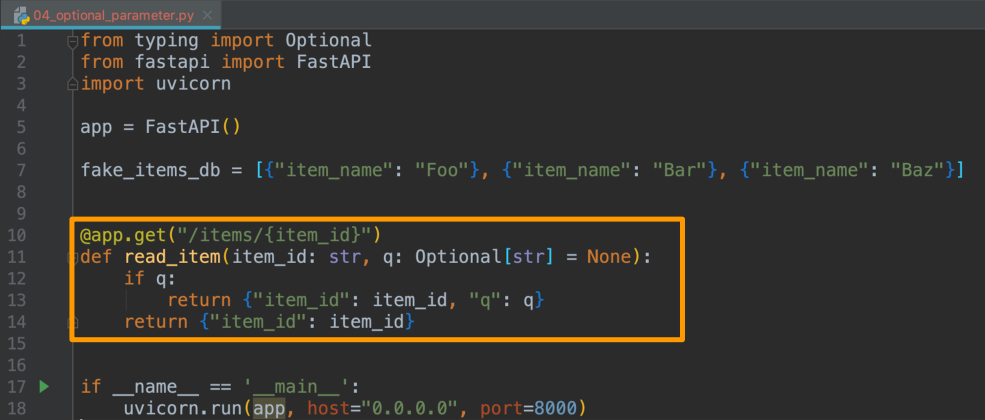 04_optional_parameter.py
1 from typing import Optional
2 from fastapi import FastAPI
3 import uvicorn
4
5 app = FastAPI()
6
7 fake_items_db = [{"item_name": "Foo"}, {"item_name": "Bar"}, {"item_name": "Baz"}]
8
9
10 @app.get("/items/{item_id}")
11 def read_item(item_id: str, q: Optional[str] = None):
12     if q:
13         return {"item_id": item_id, "q": q}
14     return {"item_id": item_id}
15
16
17 if __name__ == '__main__':
18     uvicorn.run(app, host="0.0.0.0", port=8000)